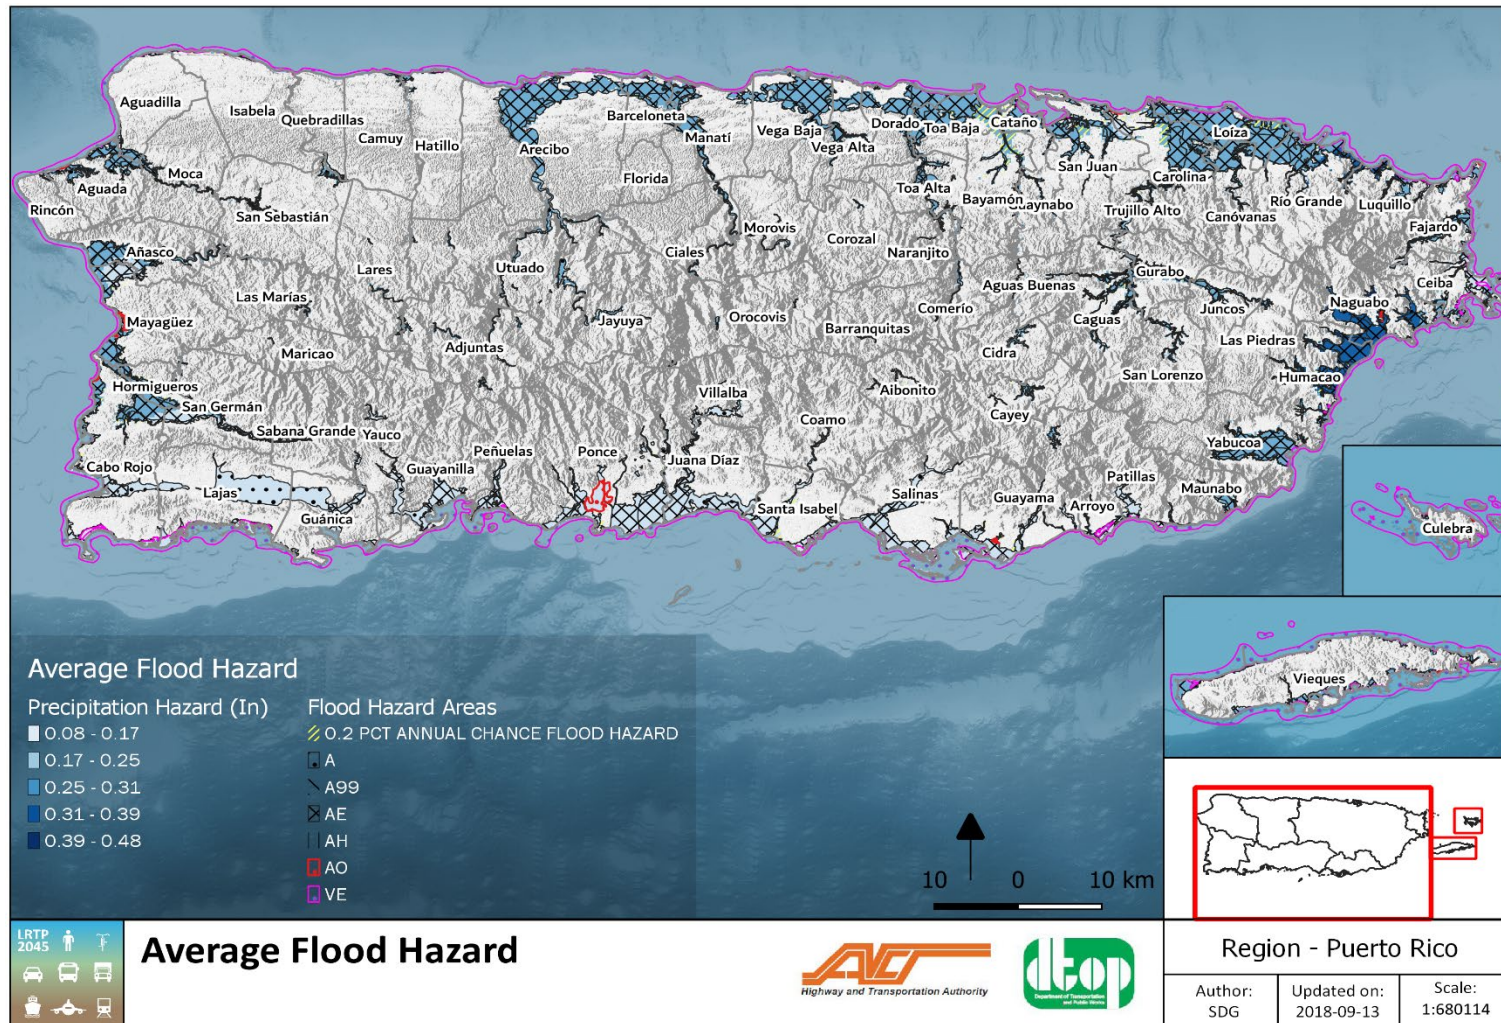 Aguadilla
Isabela
Quebradillas
Camuy
Hatillo
Arecibo
Barceloneta
Manatí
Vega Baja
Vega Alta
Dorado
Toa Baja
Cataño
San Juan
Loíza
Carolina
Moca
Aguada
Rincón
San Sebastián
Florida
Toa Alta
Bayamón
Guaynabo
Trujillo Alto
Canóvanas
Río Grande
Luquillo
Fajardo
Añasco
Lares
Utuado
Ciales
Morovis
Corozal
Naranjito
Aguas Buenas
Gurabo
Ceiba
Las Marías
Mayagüez
Maricao
Jayuya
Adjuntas
Orocovis
Barranquitas
Comerío
Caguas
Juncos
Naguabo
Las Piedras
Cidra
San Lorenzo
Humacao
Hormigueros
San Germán
Sabana Grande
Yauco
Villalba
Aibonito
Coamo
Cayey
Yabucoa
Cabo Rojo
Lajas
Guánica
Guayanilla
Peñuelas
Ponce
Juana Díaz
Santa Isabel
Salinas
Guayama
Arroyo
Patillas
Maunabo
Culebra
Vieques
Average Flood Hazard
Precipitation Hazard (In)
0.08 - 0.17
0.17 - 0.25
0.25 - 0.31
0.31 - 0.39
0.39 - 0.48
Flood Hazard Areas
0.2 PCT ANNUAL CHANCE FLOOD HAZARD
A
A99
AE
AH
AO
VE
10 0 10 km
LRTP
2045
Average Flood Hazard
Highway and Transportation Authority
dtop
Department of Transportation
and Public Works
Region - Puerto Rico
Author:
SDG
Updated on:
2018-09-13
Scale:
1:680114